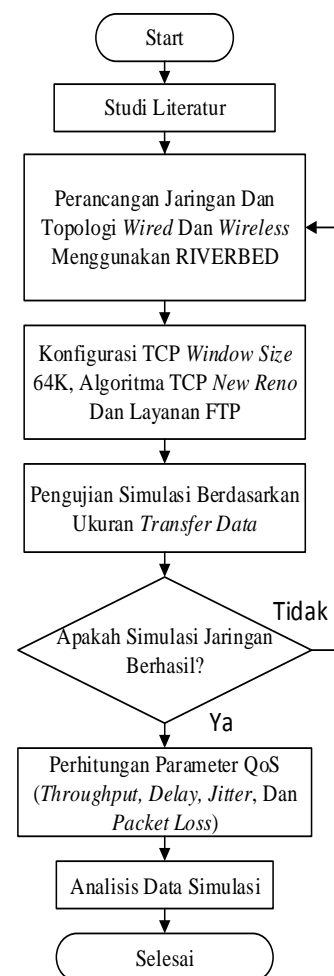 Start
Studi Literatur
Perancangan Jaringan Dan
Topologi Wired Dan Wireless
Menggunakan RIVERBED
Konfigurasi TCP Window Size
64K, Algoritma TCP New Reno
Dan Layanan FTP
Pengujian Simulasi Berdasarkan
Ukuran Transfer Data
Apakah Simulasi Jaringan
Berhasil?
Tidak
Ya
Perhitungan Parameter QoS
(Throughput, Delay, Jitter, Dan
Packet Loss)
Analisis Data Simulasi
Selesai